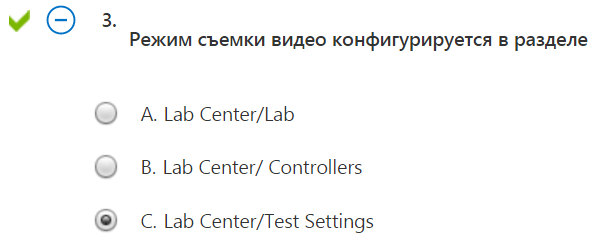 3.
Режим съемки видео конфигурируется в разделе
A. Lab Center/Lab
B. Lab Center/ Controllers
C. Lab Center/Test Settings